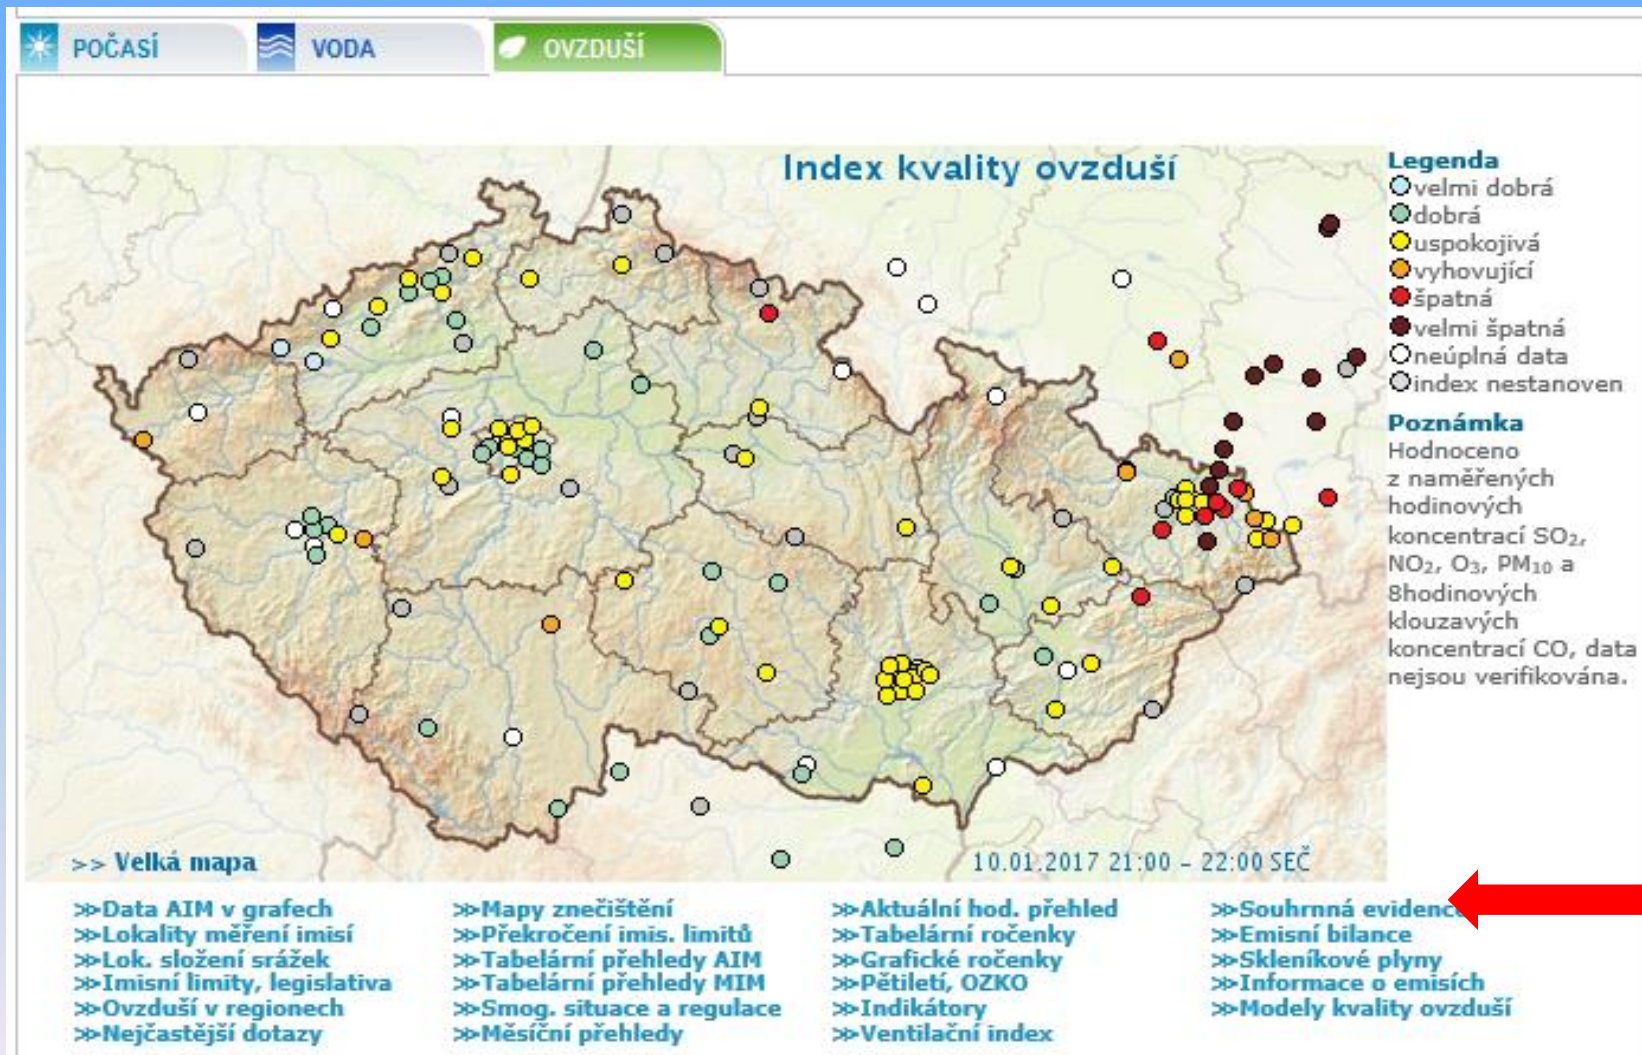 POČASÍ
VODA
OVZDUŠÍ
Index kvality ovzduší
Legenda
velmi dobrá
dobrá
uspokojivá
vyhovující
špatná
velmi špatná
neúplná data
index nestanoven
Poznámka
Hodnoceno
z naměřených
hodinových
koncentrací SO₂,
NO₂, O₃, PM₁₀ a
8hodinových
klouzavých
koncentrací CO, data
nejsou verifikována.
>> Velká mapa
10.01.2017 21:00 – 22:00 SEČ
>>Data AIM v grafech
>>Lokality měření imisí
>>Lok. složení srážek
>>Imisní limity, legislativa
>>Ovzduší v regionech
>>Nejčastější dotazy
>>Mapy znečištění
>>Překročení imis. limitů
>>Tabelární přehledy AIM
>>Tabelární přehledy MIM
>>Smog. situace a regulace
>>Měsíční přehledy
>>Aktuální hod. přehled
>>Tabelární ročenky
>>Grafické ročenky
>>Pětiletí, OZKO
>>Indikátory
>>Ventilační index
>>Souhrnná evidence
>>Emisní bilance
>>Skleníkové plyny
>>Informace o emisích
>>Modely kvality ovzduší